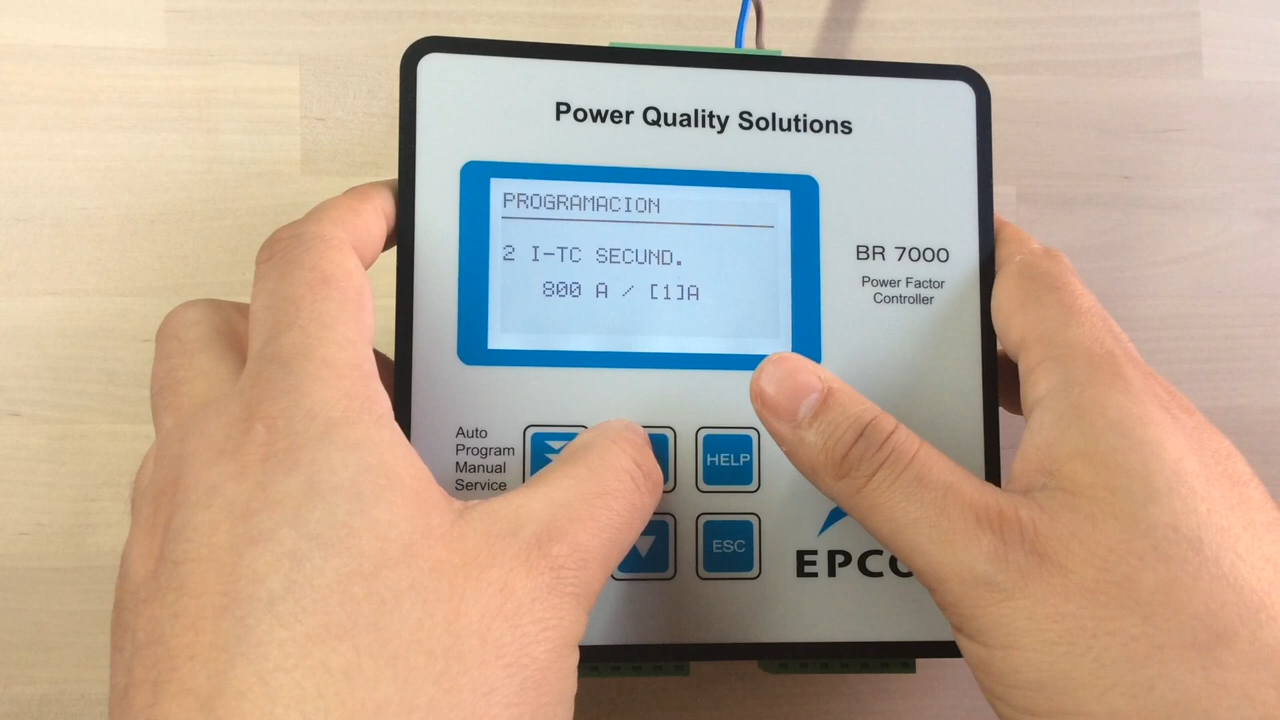 Power Quality Solutions
PROGRAMACION
2 I-TC SECUND.
800 A / [1]A
BR 7000
Power Factor
Controller
Auto
Program
Manual
Service
HELP
ESC